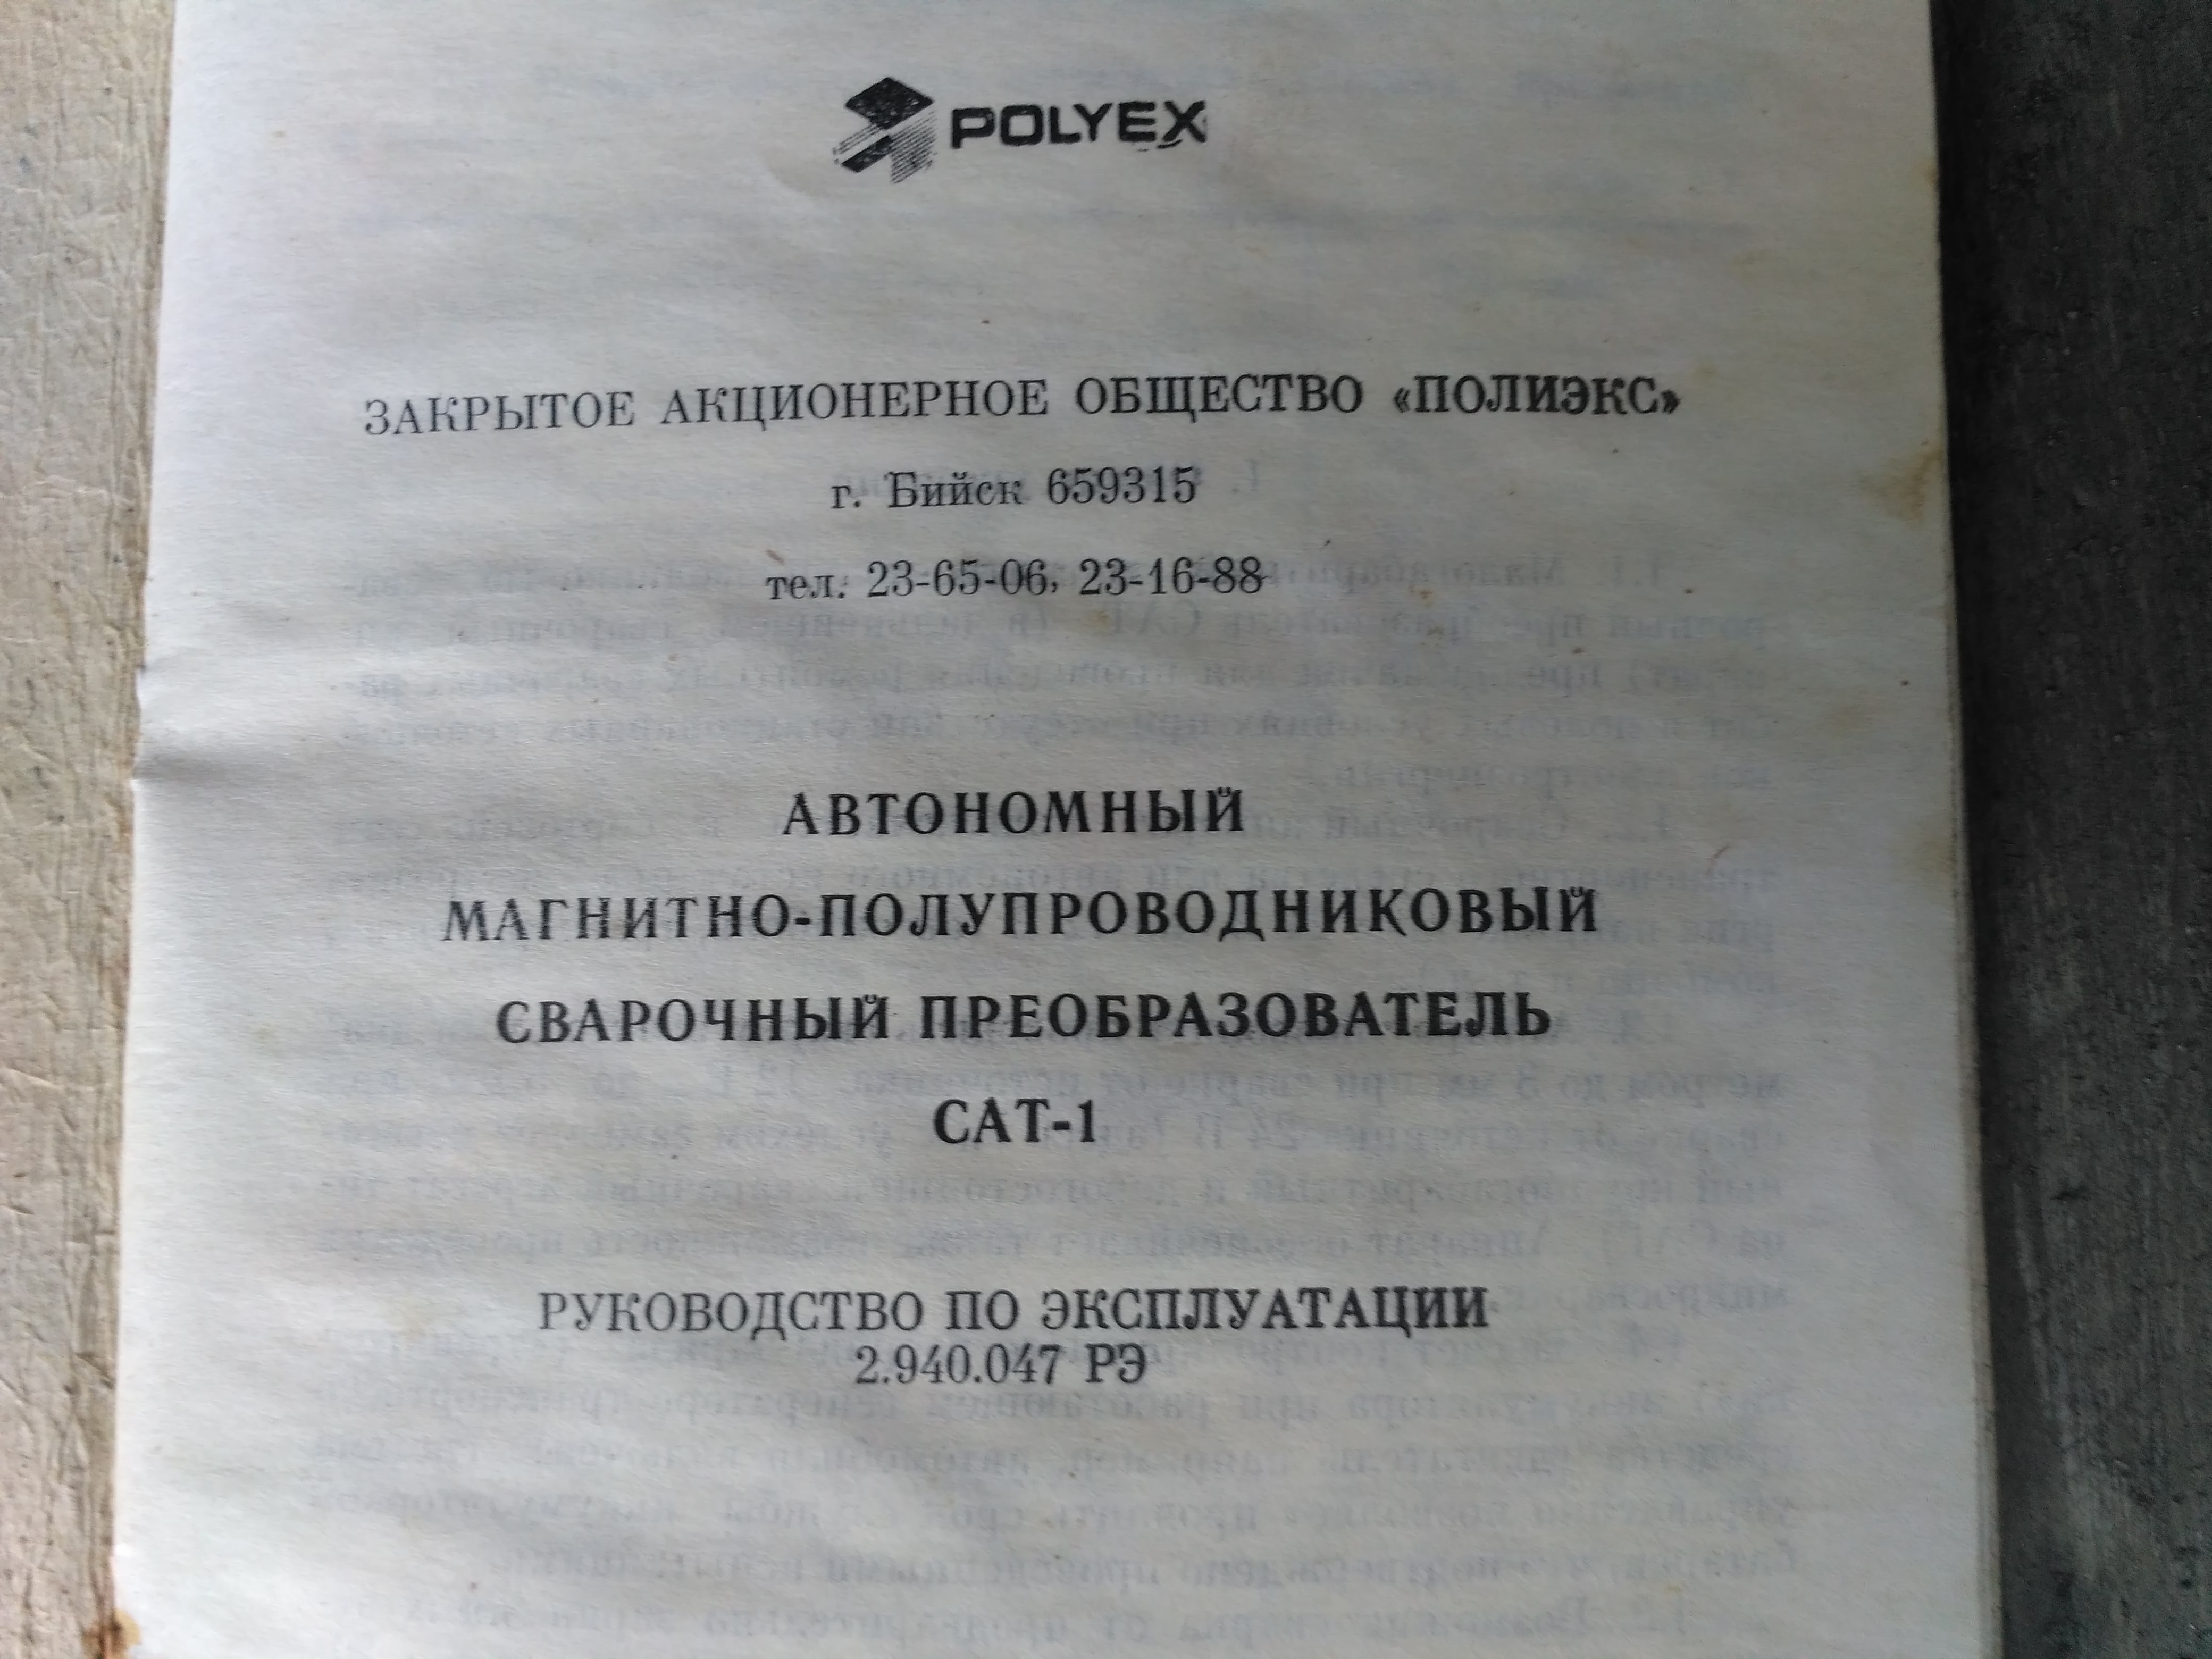 POLYEX
ЗАКРЫТОЕ АКЦИОНЕРНОЕ ОБЩЕСТВО «ПОЛИЭКС»
г. Бийск 659315
тел. 23-65-06, 23-16-88
АВТОНОМНЫЙ
МАГНИТНО-ПОЛУПРОВОДНИКОВЫЙ
СВАРОЧНЫЙ ПРЕОБРАЗОВАТЕЛЬ
САТ-1
РУКОВОДСТВО ПО ЭКСПЛУАТАЦИИ
2.940.047 РЭ